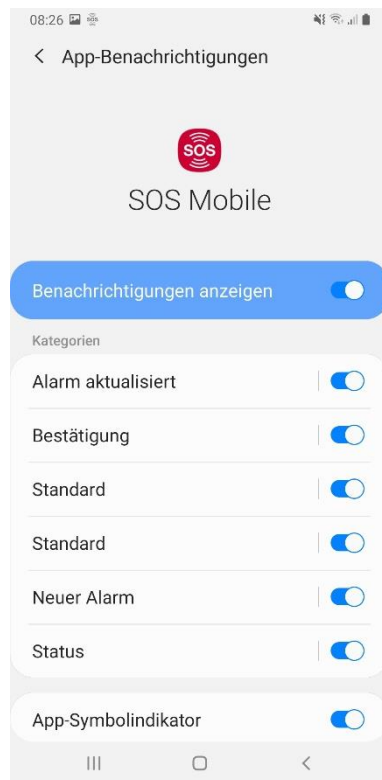 08:26
App-Benachrichtigungen
SOS
SOS Mobile
Benachrichtigungen anzeigen
Kategorien
Alarm aktualisiert
Bestätigung
Standard
Standard
Neuer Alarm
Status
App-Symbolindikator